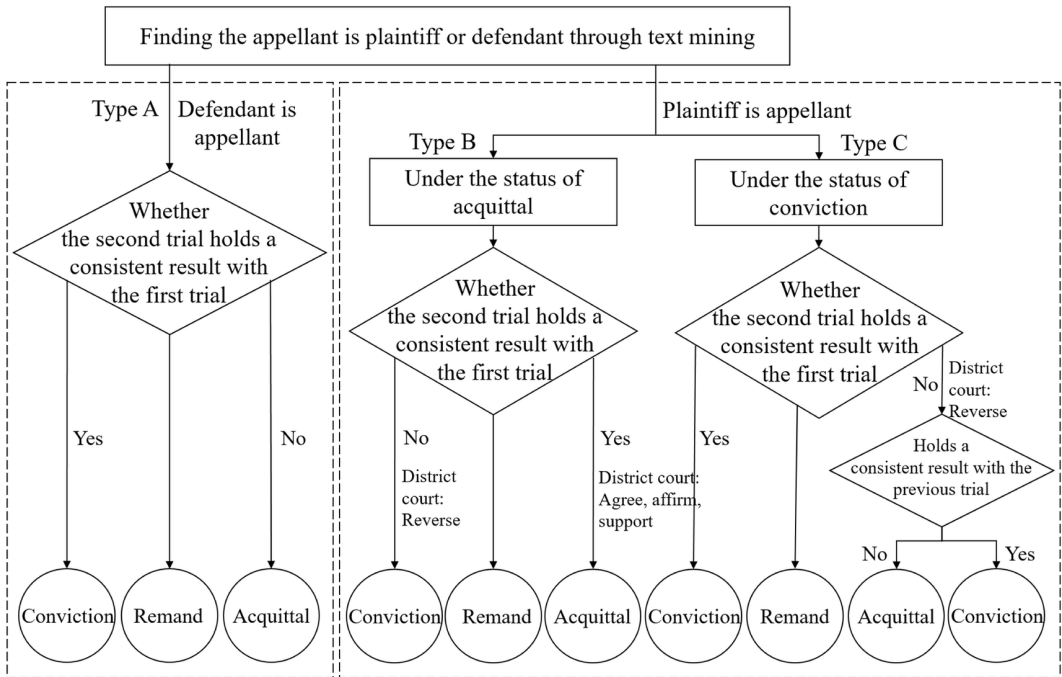 Finding the appellant is plaintiff or defendant through text mining
Type A
Defendant is
appellant
Whether
the second trial holds a
consistent result with
the first trial
Yes
No
Conviction
Remand
Acquittal
Plaintiff is appellant
Type B
Under the status of
acquittal
Whether
the second trial holds a
consistent result with
the first trial
No
District
court:
Reverse
Yes
District court:
Agree, affirm,
support
Conviction
Remand
Acquittal
Type C
Under the status of
conviction
Whether
the second trial holds a
consistent result with
the first trial
Yes
No
District
court:
Reverse
Holds a
consistent result with the
previous trial
No
Yes
Conviction
Remand
Acquittal
Conviction